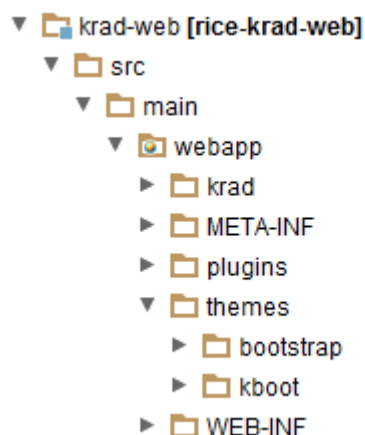 krad-web [rice-krad-web]
src
main
webapp
krad
META-INF
plugins
themes
bootstrap
kboot
WEB-INF